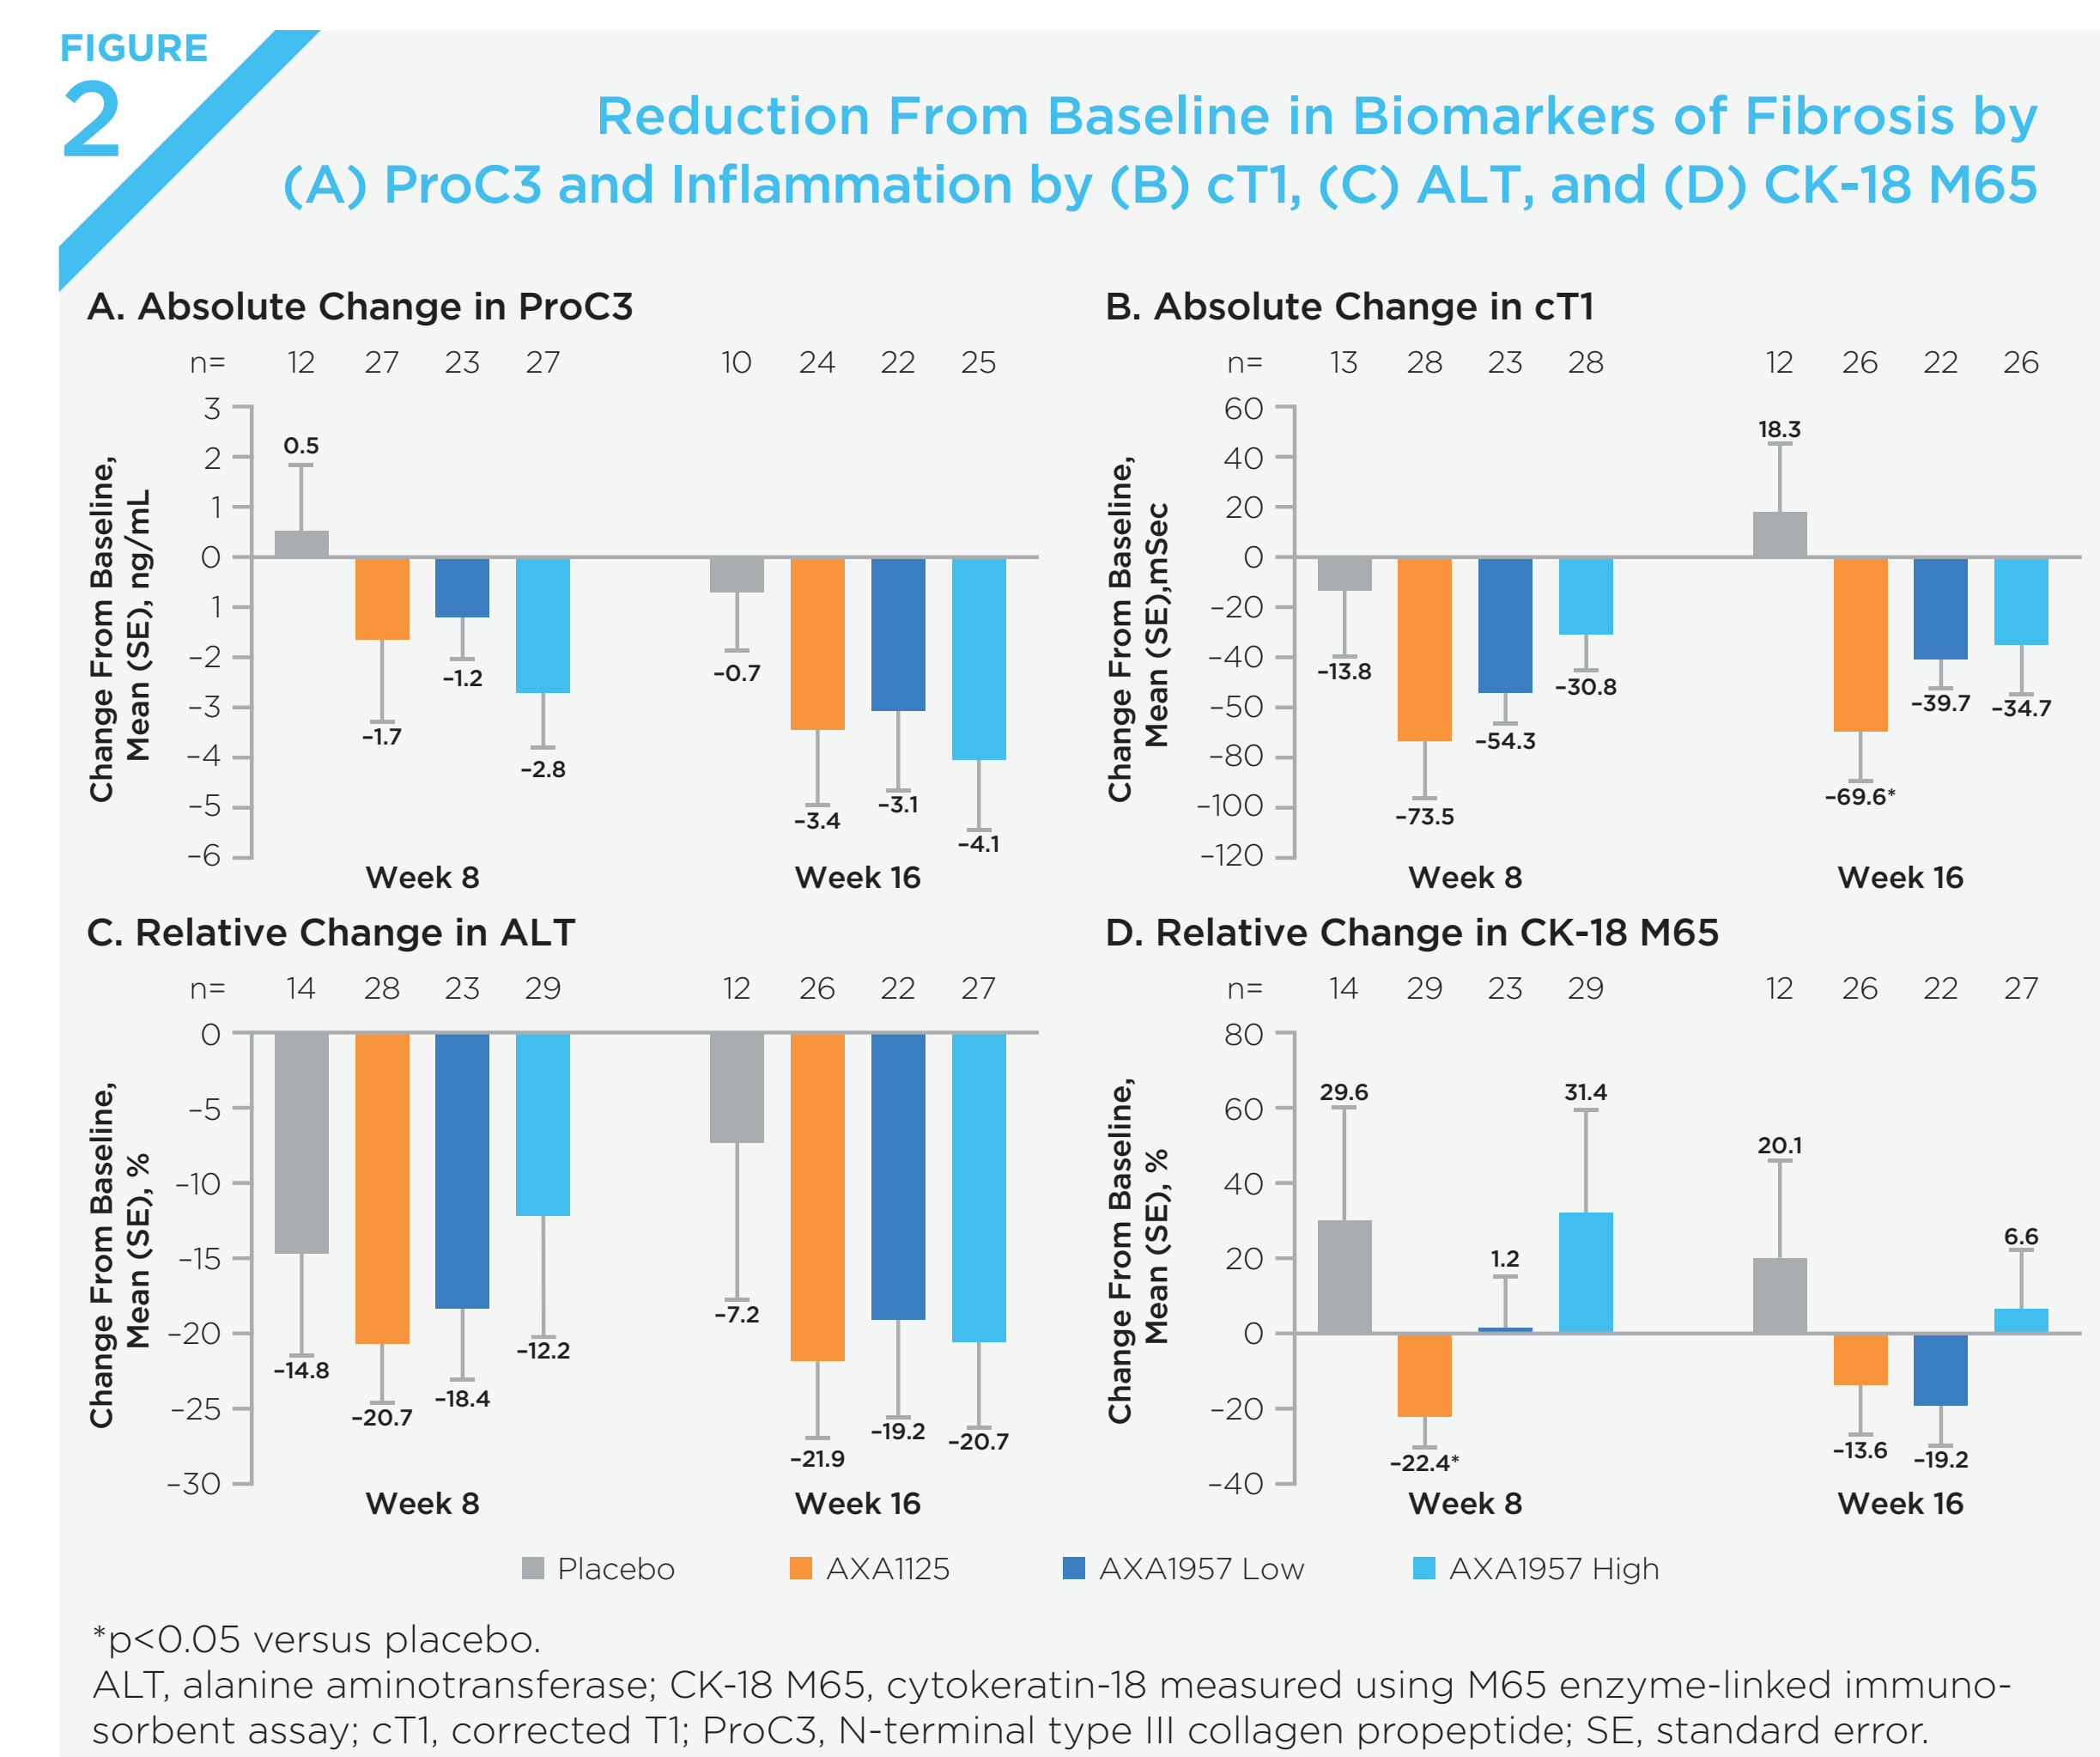 FIGURE
2
Reduction From Baseline in Biomarkers of Fibrosis by
(A) ProC3 and Inflammation by (B) cT1, (C) ALT, and (D) CK-18 M65
A. Absolute Change in ProC3
n= 12 27 23 27 10 24 22 25
Change From Baseline,
Mean (SE), ng/mL
3
2
1
0
1
–2
–3
–4
–5
–6
0.5
–1.7
–1.2
–2.8
–0.7
–3.4
–3.1
–4.1
Week 8
Week 16
B. Absolute Change in cT1
n= 13 28 23 28 12 26 22 26
Change From Baseline,
Mean (SE),mSec
60
40
20
0
–20
–40
–50
–80
–100
–120
–13.8
–73.5
–54.3
–30.8
18.3
–69.6*
–39.7
–34.7
Week 8
Week 16
C. Relative Change in ALT
n= 14 28 23 29 12 26 22 27
Change From Baseline,
Mean (SE), %
0
–5
–10
–15
–20
–25
–30
–14.8
–20.7
–18.4
–12.2
–7.2
–21.9
–19.2
–20.7
Week 8
Week 16
D. Relative Change in CK-18 M65
n= 14 29 23 29 12 26 22 27
Change From Baseline,
Mean (SE), %
80
60
40
20
0
–20
–40
29.6
–22.4*
1.2
31.4
20.1
–13.6
–19.2
6.6
Week 8
Week 16
Placebo AXA1125 AXA1957 Low AXA1957 High
*p<0.05 versus placebo.
ALT, alanine aminotransferase; CK-18 M65, cytokeratin-18 measured using M65 enzyme-linked immuno-
sorbent assay; cT1, corrected T1; ProC3, N-terminal type III collagen propeptide; SE, standard error.